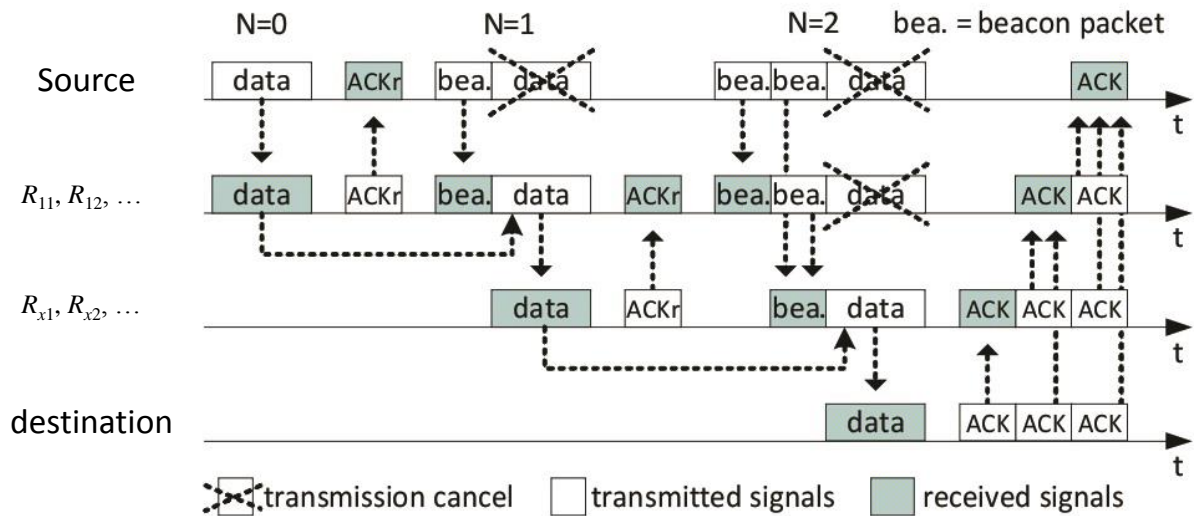 N=0 N=1 N=2 bea. = beacon packet
Source data ACKr bea. data bea. bea. data ACK
t
R11, R12, … data ACKr bea. data ACKr bea. bea. data ACK ACK
t
Rx1, Rx2, … data ACKr bea. data ACK ACK ACK
t
destination data ACK ACK ACK
t
transmission cancel transmitted signals received signals